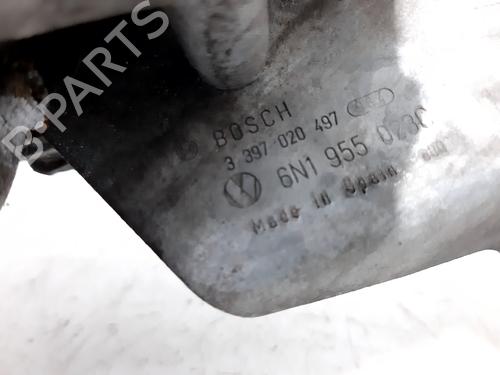 B-PARTS
BOSCH
3 397 020 497
6N1 955 023C
Made in Spain